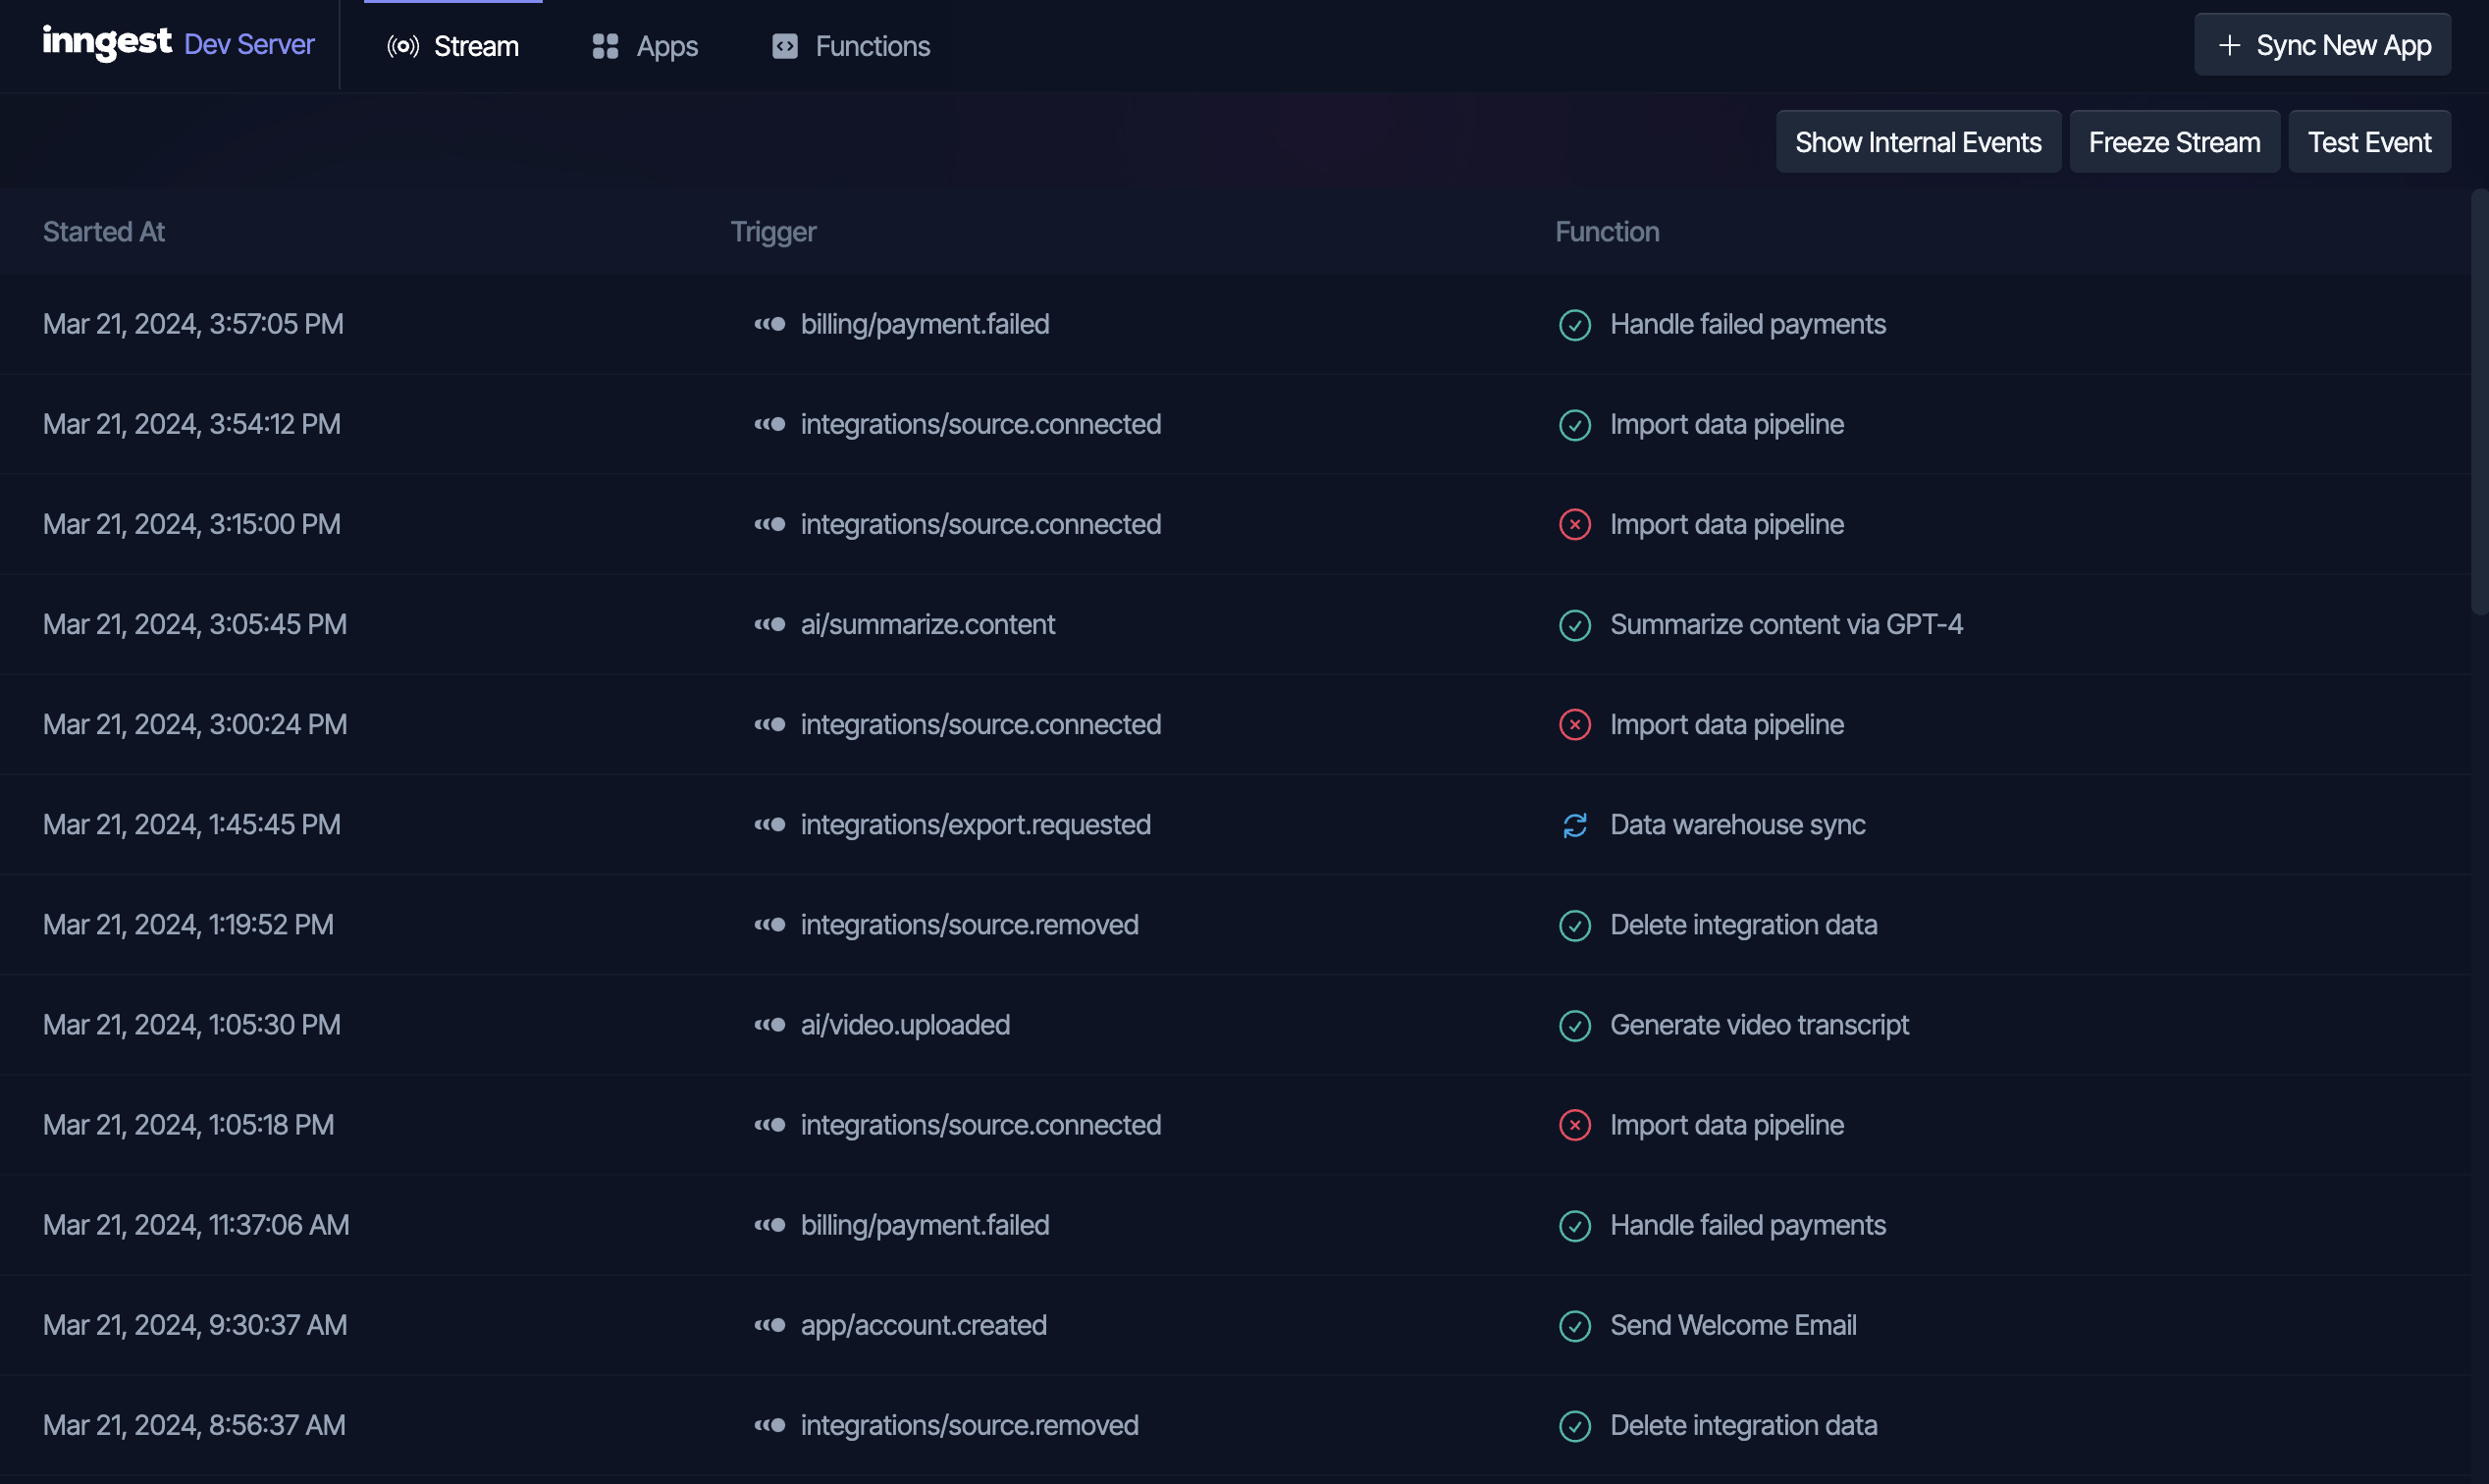 inngest Dev Server Stream Apps Functions Sync New App
Show Internal Events Freeze Stream Test Event
Started At Trigger Function
Mar 21, 2024, 3:57:05 PM billing/payment.failed Handle failed payments
Mar 21, 2024, 3:54:12 PM integrations/source.connected Import data pipeline
Mar 21, 2024, 3:15:00 PM integrations/source.connected Import data pipeline
Mar 21, 2024, 3:05:45 PM ai/summarize.content Summarize content via GPT-4
Mar 21, 2024, 3:00:24 PM integrations/source.connected Import data pipeline
Mar 21, 2024, 1:45:45 PM integrations/export.requested Data warehouse sync
Mar 21, 2024, 1:19:52 PM integrations/source.removed Delete integration data
Mar 21, 2024, 1:05:30 PM ai/video.uploaded Generate video transcript
Mar 21, 2024, 1:05:18 PM integrations/source.connected Import data pipeline
Mar 21, 2024, 11:37:06 AM billing/payment.failed Handle failed payments
Mar 21, 2024, 9:30:37 AM app/account.created Send Welcome Email
Mar 21, 2024, 8:56:37 AM integrations/source.removed Delete integration data